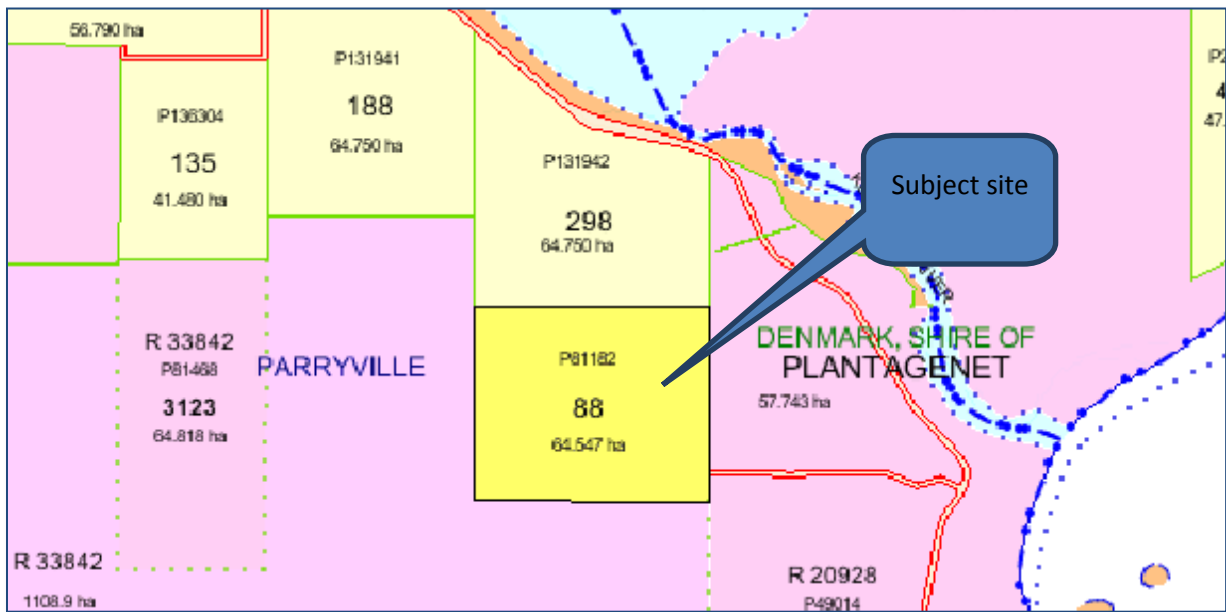 56.790 ha
P136304
135
41.480 ha
P131941
188
64.750 ha
P131942
298
64.750 ha
47.
Subject site
R 33842
P81468
3123
64.818 ha
PARRYVILLE
P81182
88
64.547 ha
DENMARK, SHIRE OF
PLANTAGENET
57.743 ha
R 33842
1108.9 ha
R 20928
P49014